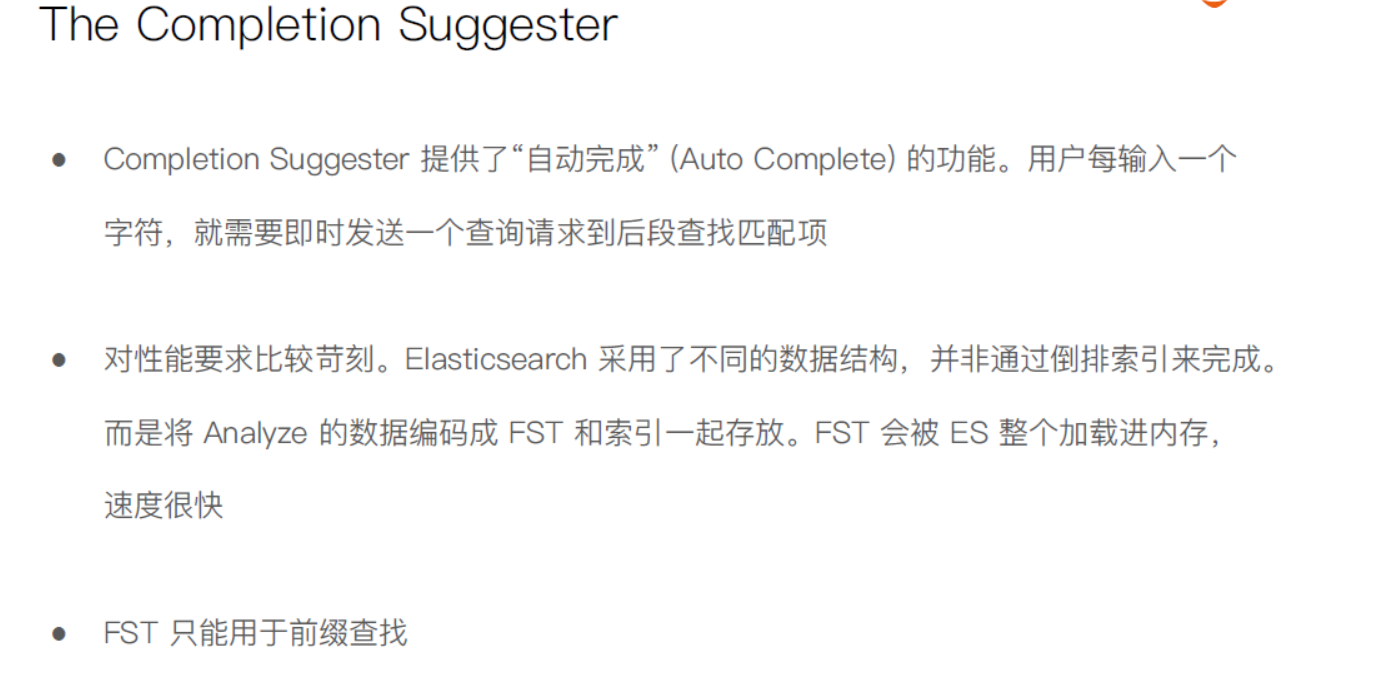 The Completion Suggester
● Completion Suggester 提供了“自动完成” (Auto Complete) 的功能。用户每输入一个
字符，就需要即时发送一个查询请求到后段查找匹配项
● 对性能要求比较苛刻。Elasticsearch 采用了不同的数据结构，并非通过倒排索引来完成。
而是将 Analyze 的数据编码成 FST 和索引一起存放。FST 会被 ES 整个加载进内存，
速度很快
● FST 只能用于前缀查找